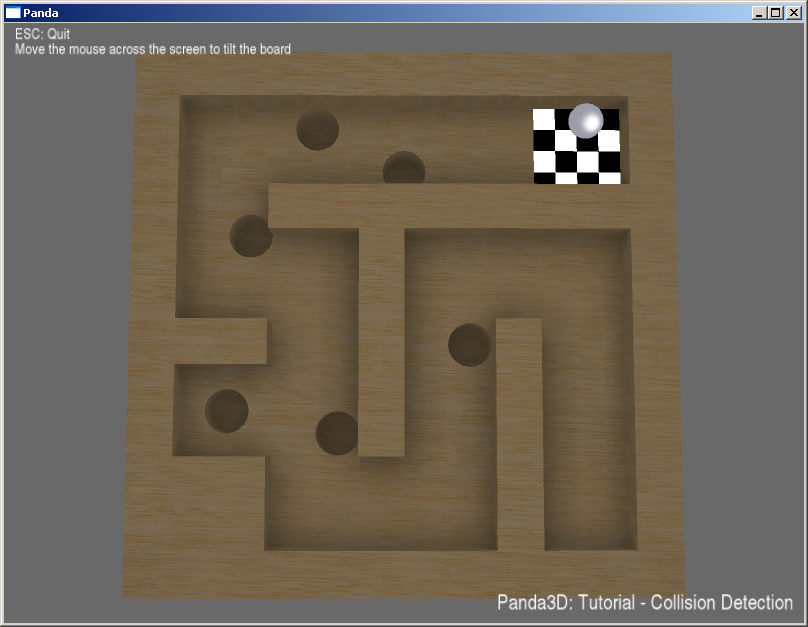 Panda
ESC: Quit
Move the mouse across the screen to tilt the board
Panda3D: Tutorial - Collision Detection